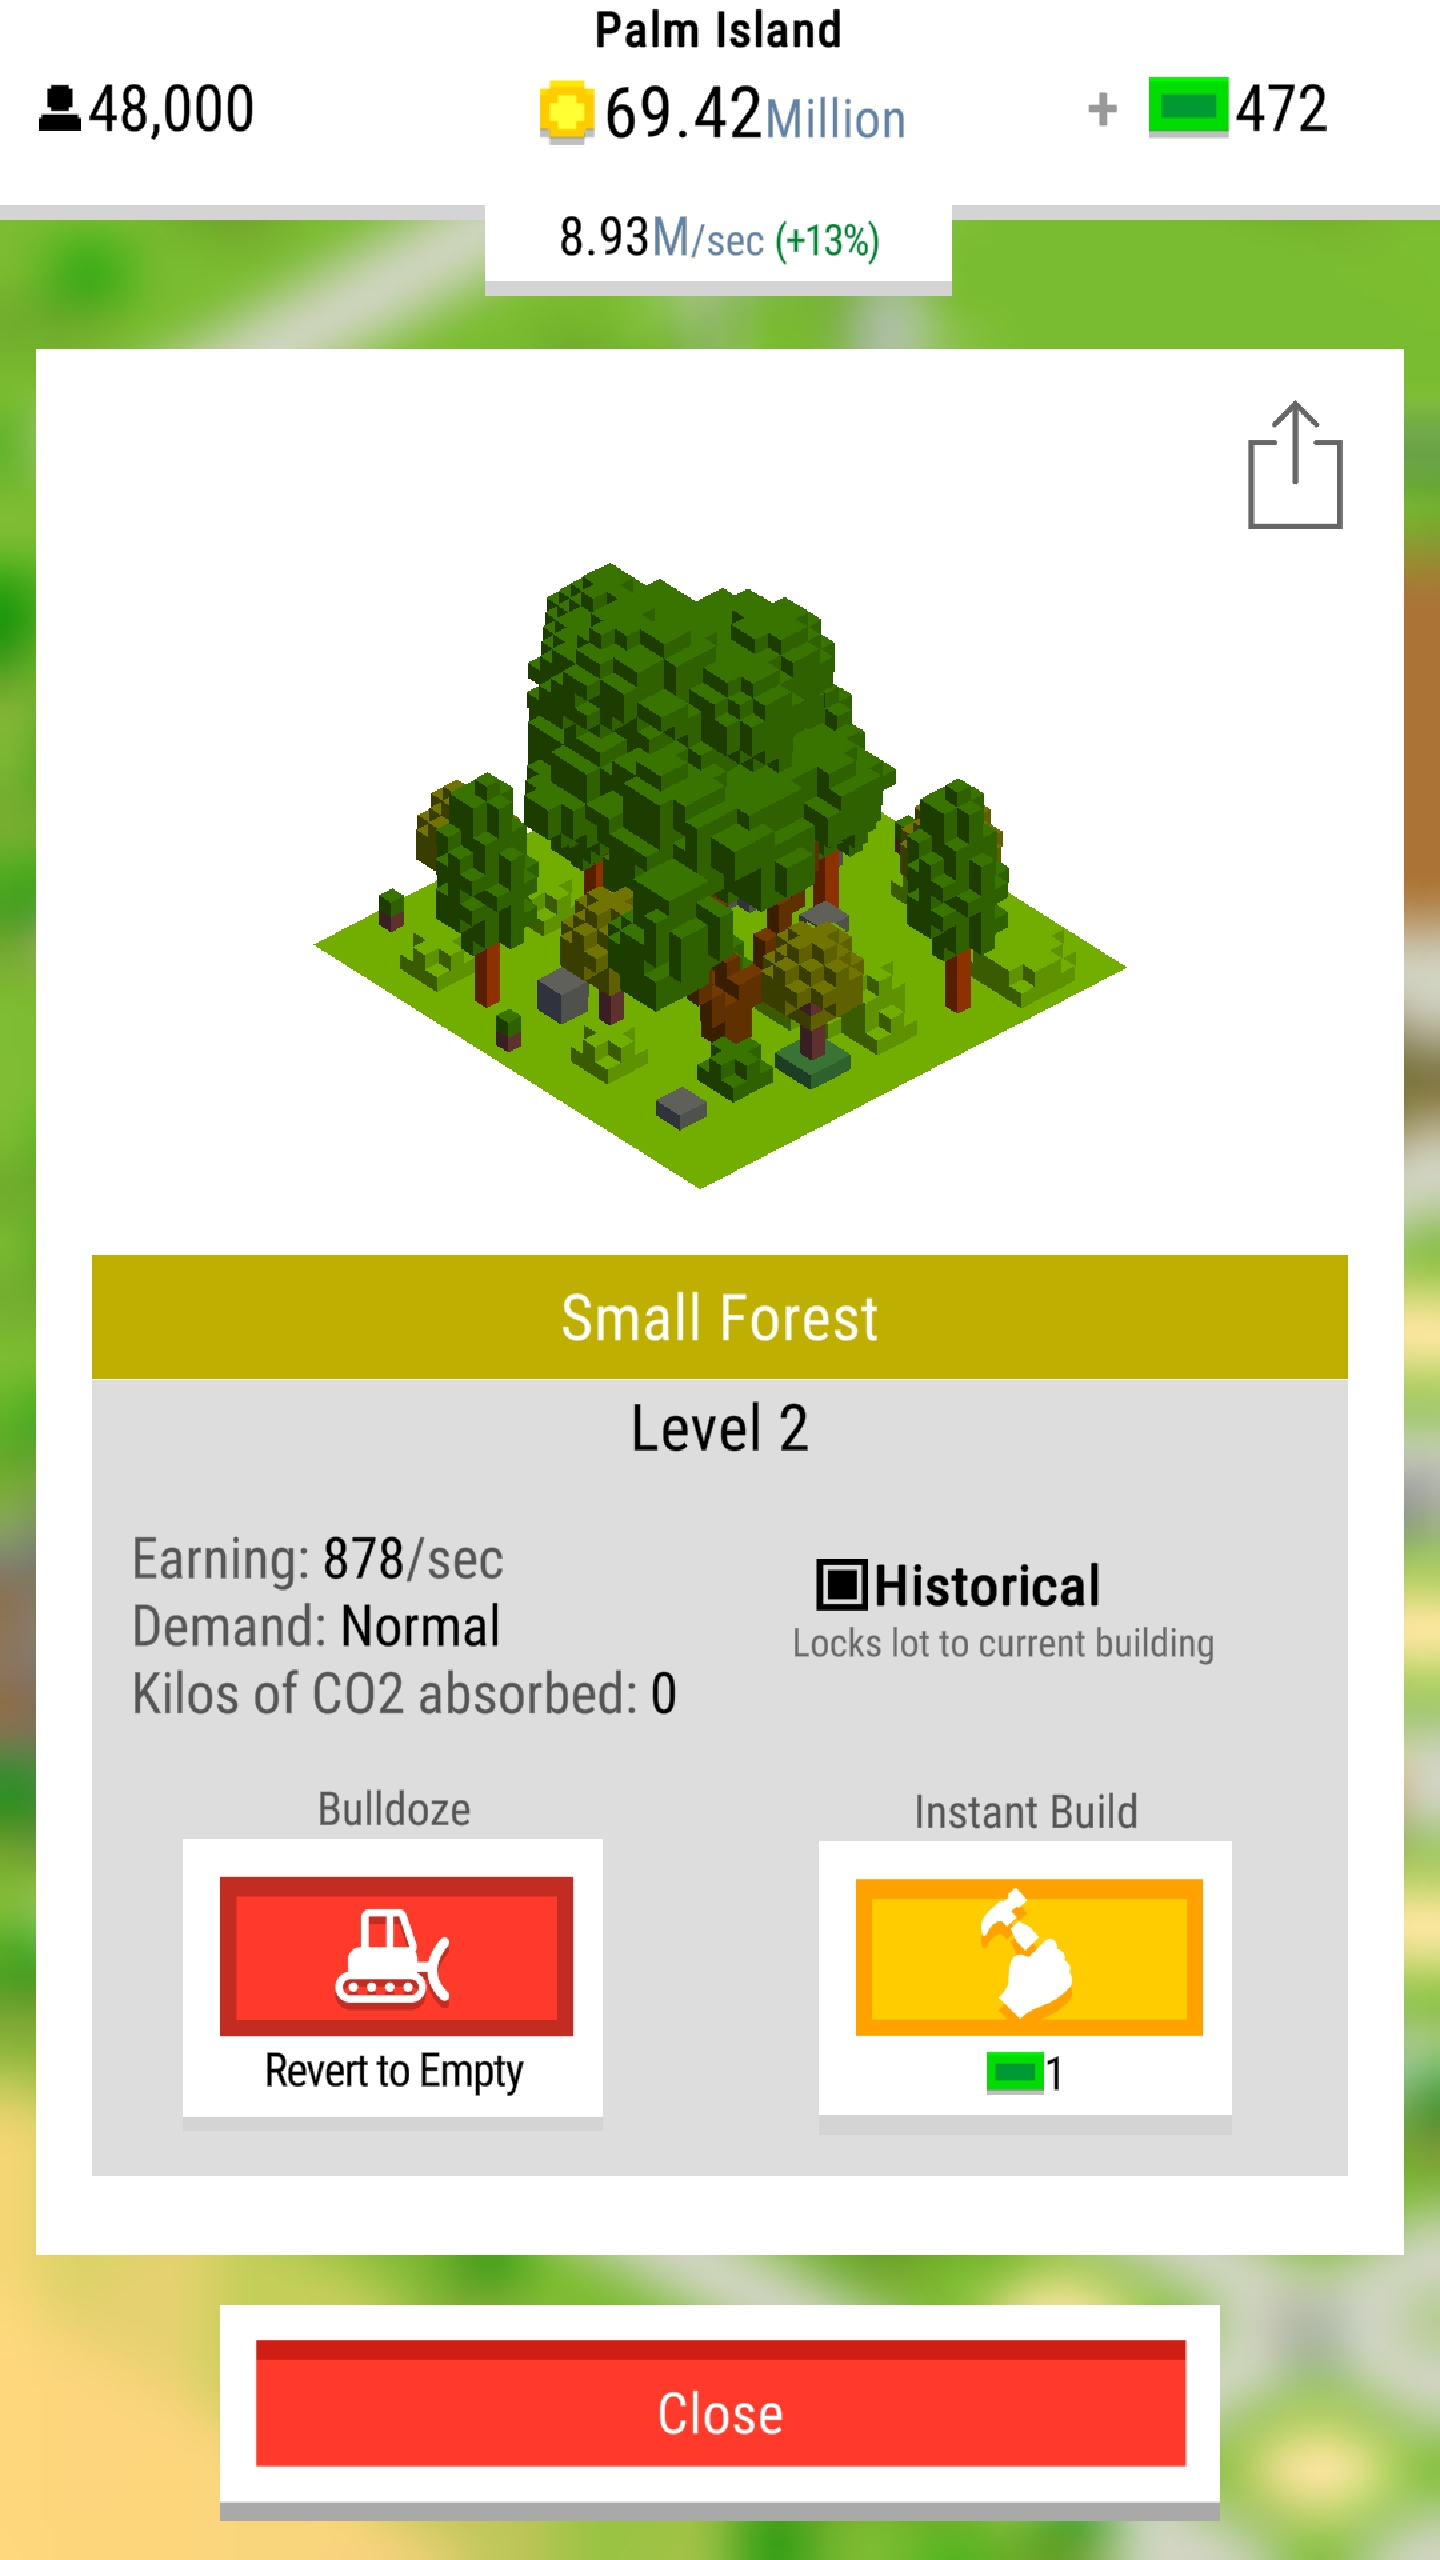 Palm Island
48,000
69.42Million
+ 472
8.93M/sec (+13%)
Small Forest
Level 2
Earning: 878/sec
Demand: Normal
Kilos of CO2 absorbed: 0
Historical
Locks lot to current building
Bulldoze
Revert to Empty
Instant Build
1
Close